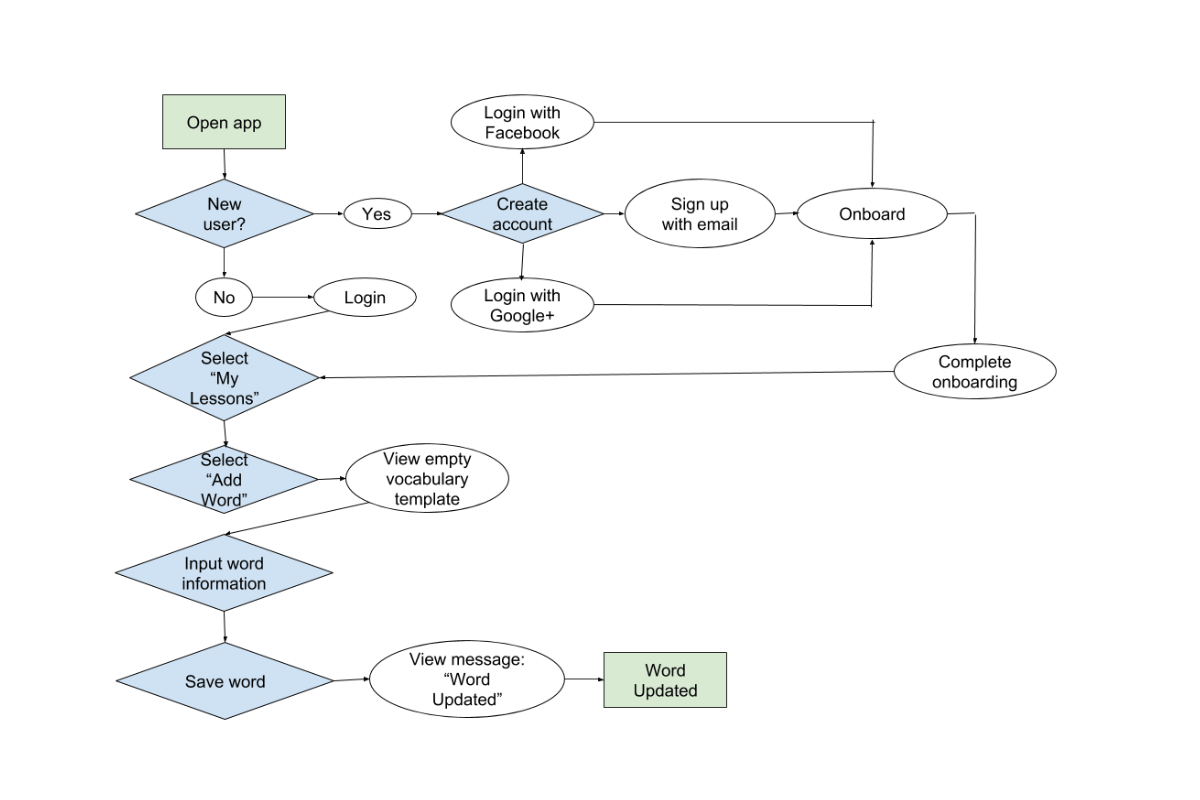 Open app
Login with
Facebook
New
user?
Yes
Create
account
Sign up
with email
Onboard
No
Login
Login with
Google+
Select
“My
Lessons”
Complete
onboarding
Select
“Add
Word”
View empty
vocabulary
template
Input word
information
Save word
View message:
“Word
Updated”
Word
Updated